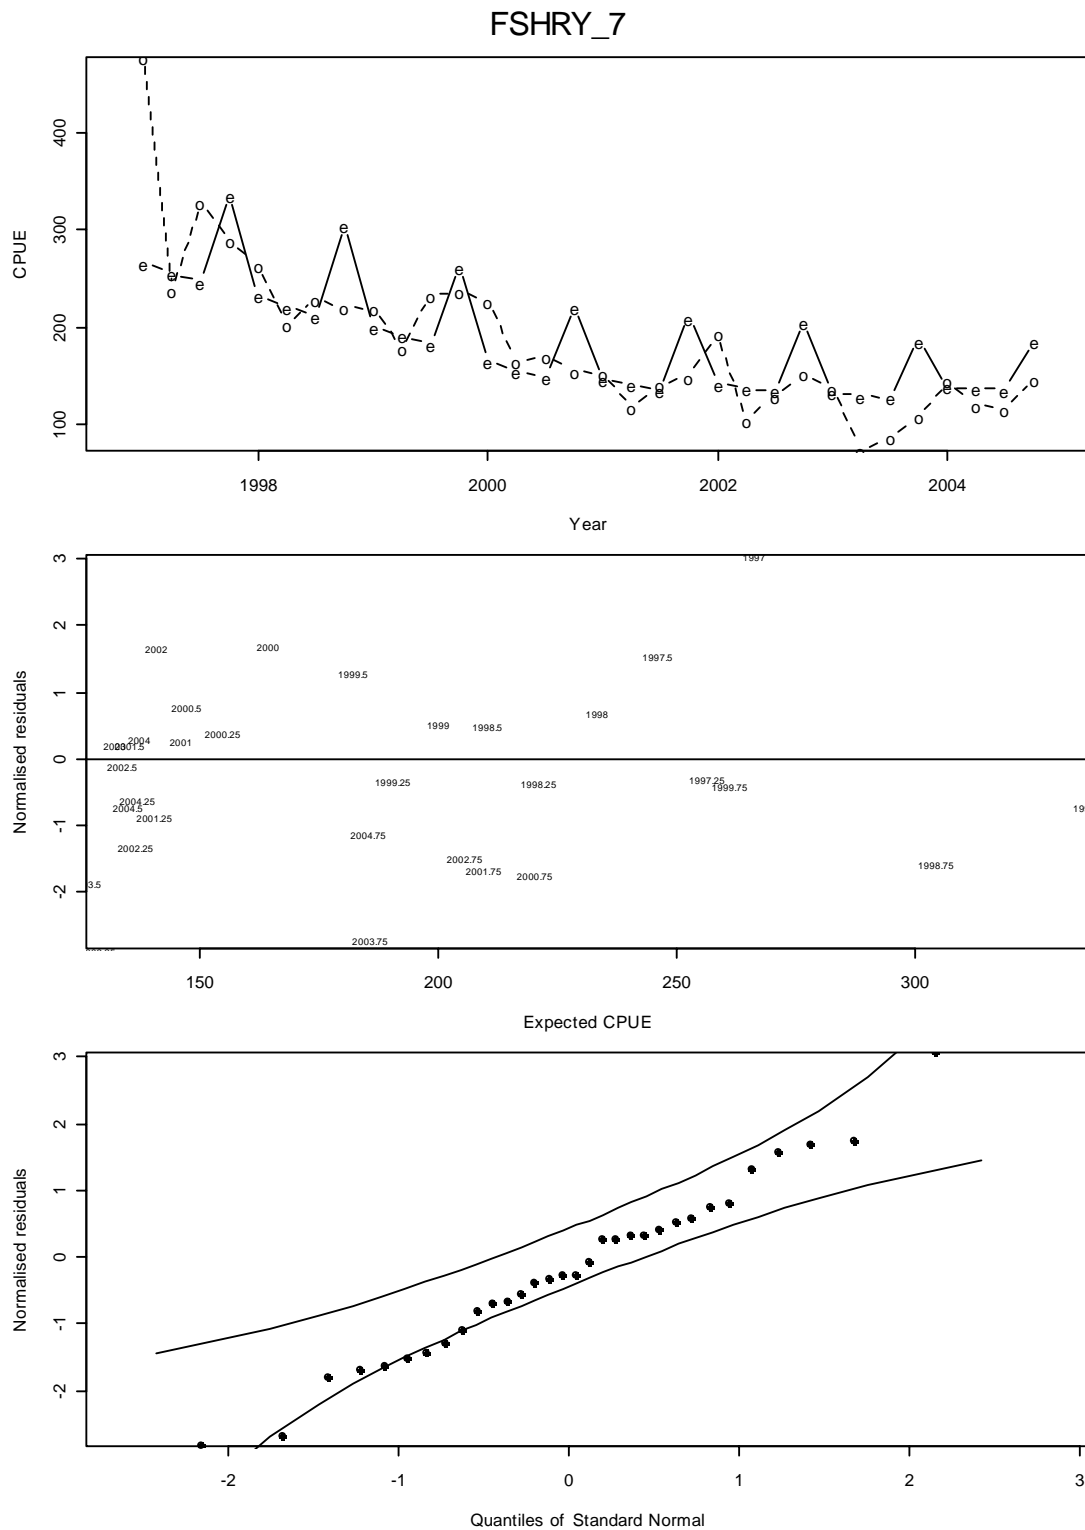 FSHRY_7
400
300
200
100
CPUE
1998 2000 2002 2004
Year
3
2
1
0
-1
-2
Normalised residuals
1997
2002 2000 1997.5
1999.5
2000.5 1998
1999 1998.5
2004 2001 2000.25
2003 2001.5
2002.5
1999.25 1998.25 1997.25 1999.75
2004.25
2004.5
2001.25
2004.75
2002.25
2002.75 1998.75
2001.75 2000.75
3.5
2003.75
150 200 250 300
Expected CPUE
3
2
1
0
-1
-2
Normalised residuals
-2 -1 0 1 2 3
Quantiles of Standard Normal